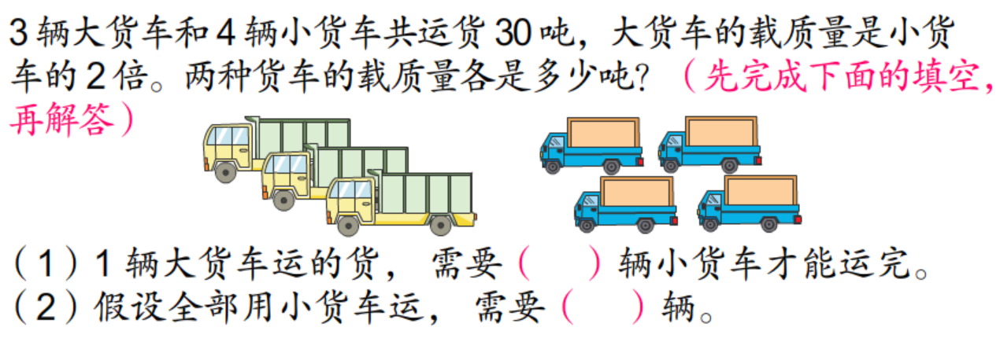 3辆大货车和4辆小货车共运货30吨，大货车的载质量是小货
车的2倍。两种货车的载质量各是多少吨？（先完成下面的填空，
再解答）
（1）1辆大货车运的货，需要（ ）辆小货车才能运完。
（2）假设全部用小货车运，需要（ ）辆。